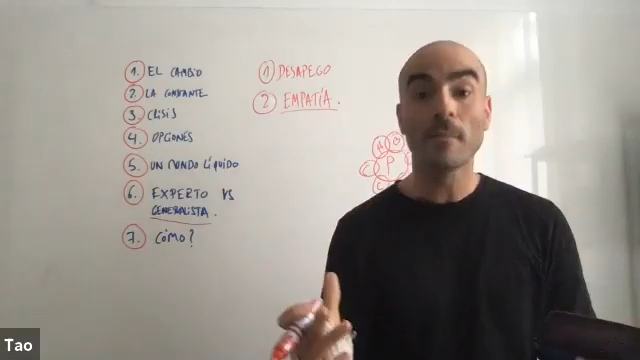 1. EL CAMBIO
2. LA CONSTANTE
3. CRISIS
4. OPCIONES
5. UN MUNDO LÍQUIDO
6. EXPERTO VS
GENERALISTA.
7. CÓMO?
1 DESAPEGO
2 EMPATÍA.
P
Tao